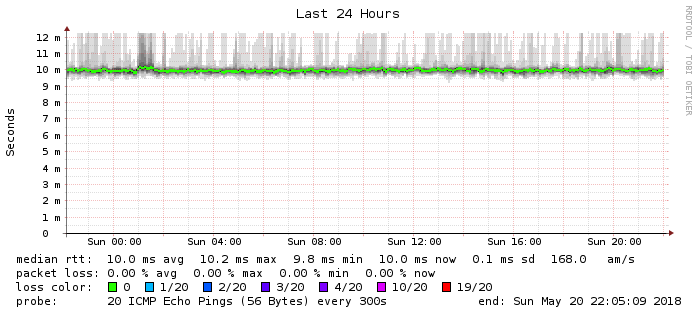 Last 24 Hours
RRDTOOL / TOBI OETIKER
Seconds
12 m
11 m
10 m
9 m
8 m
7 m
6 m
5 m
4 m
3 m
2 m
1 m
0
Sun 00:00 Sun 04:00 Sun 08:00 Sun 12:00 Sun 16:00 Sun 20:00
median rtt: 10.0 ms avg 10.2 ms max 9.8 ms min 10.0 ms now 0.1 ms sd 168.0 am/s
packet loss: 0.00 % avg 0.00 % max 0.00 % min 0.00 % now
loss color: 0 1/20 2/20 3/20 4/20 10/20 19/20
probe: 20 ICMP Echo Pings (56 Bytes) every 300s end: Sun May 20 22:05:09 2018